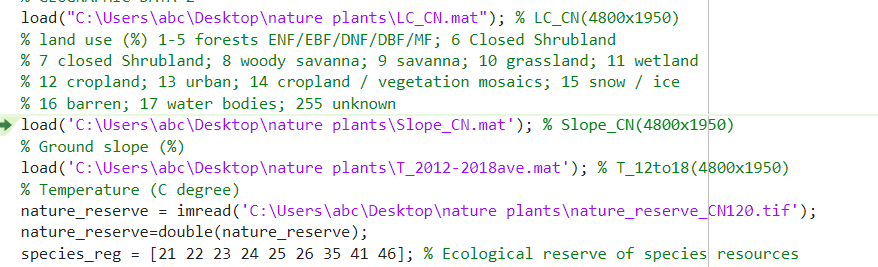 load("C:\Users\abc\Desktop\nature plants\LC_CN.mat"); % LC_CN(4800x1950)
% land use (%) 1-5 forests ENF/EBF/DNF/DBF/MF; 6 Closed Shrubland
% 7 closed Shrubland; 8 woody savanna; 9 savanna; 10 grassland; 11 wetland
% 12 cropland; 13 urban; 14 cropland / vegetation mosaics; 15 snow / ice
% 16 barren; 17 water bodies; 255 unknown
load('C:\Users\abc\Desktop\nature plants\Slope_CN.mat'); % Slope_CN(4800x1950)
% Ground slope (%)
load('C:\Users\abc\Desktop\nature plants\T_2012-2018ave.mat'); % T_12to18(4800x1950)
% Temperature (C degree)
nature_reserve = imread('C:\Users\abc\Desktop\nature plants\nature_reserve_CN120.tif');
nature_reserve=double(nature_reserve);
species_reg = [21 22 23 24 25 26 35 41 46]; % Ecological reserve of species resources